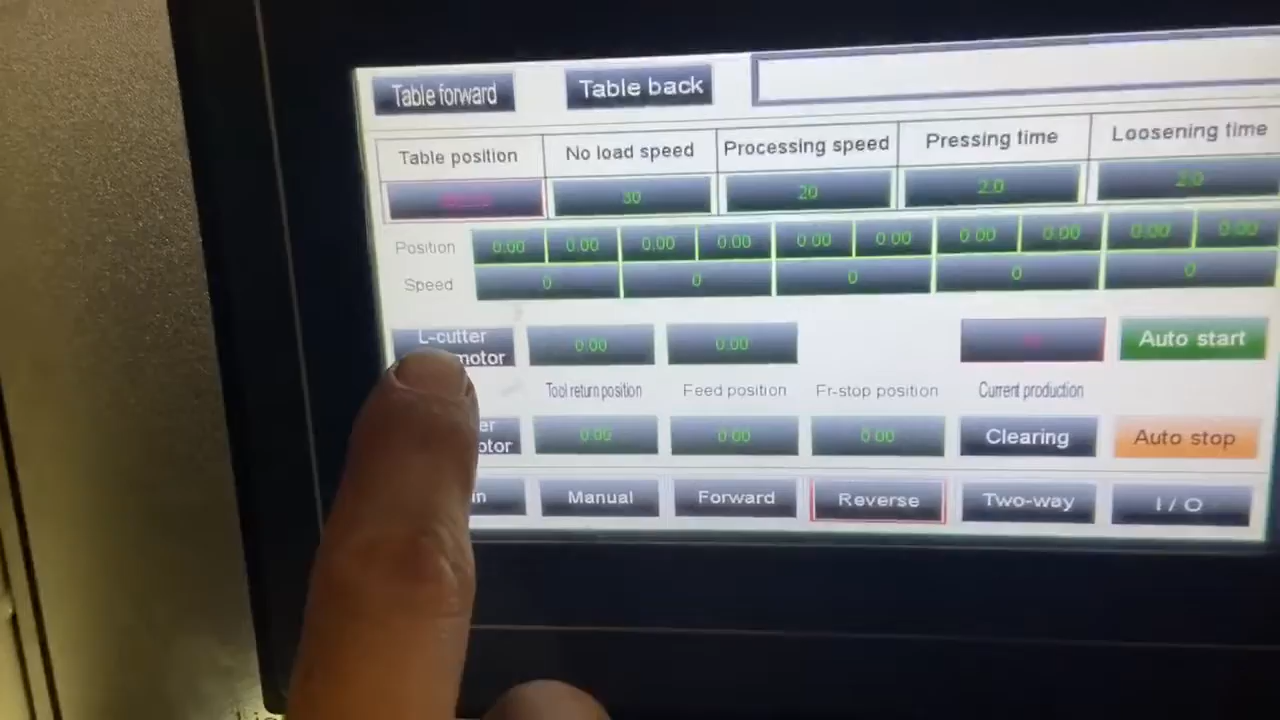 Table forward Table back
Table position No load speed Processing speed Pressing time Loosening time
30 20 2.0 2.0
Position 0.00 0.00 0.00 0.00 0.00 0.00 0.00 0.00 0.00 0.00
Speed 0 0 0 0 0
L-cutter
motor 0.00 0.00 Auto start
Tool return position Feed position Fr-stop position Current production
0.00 0.00 0.00 Clearing Auto stop
Manual Forward Reverse Two-way I / O